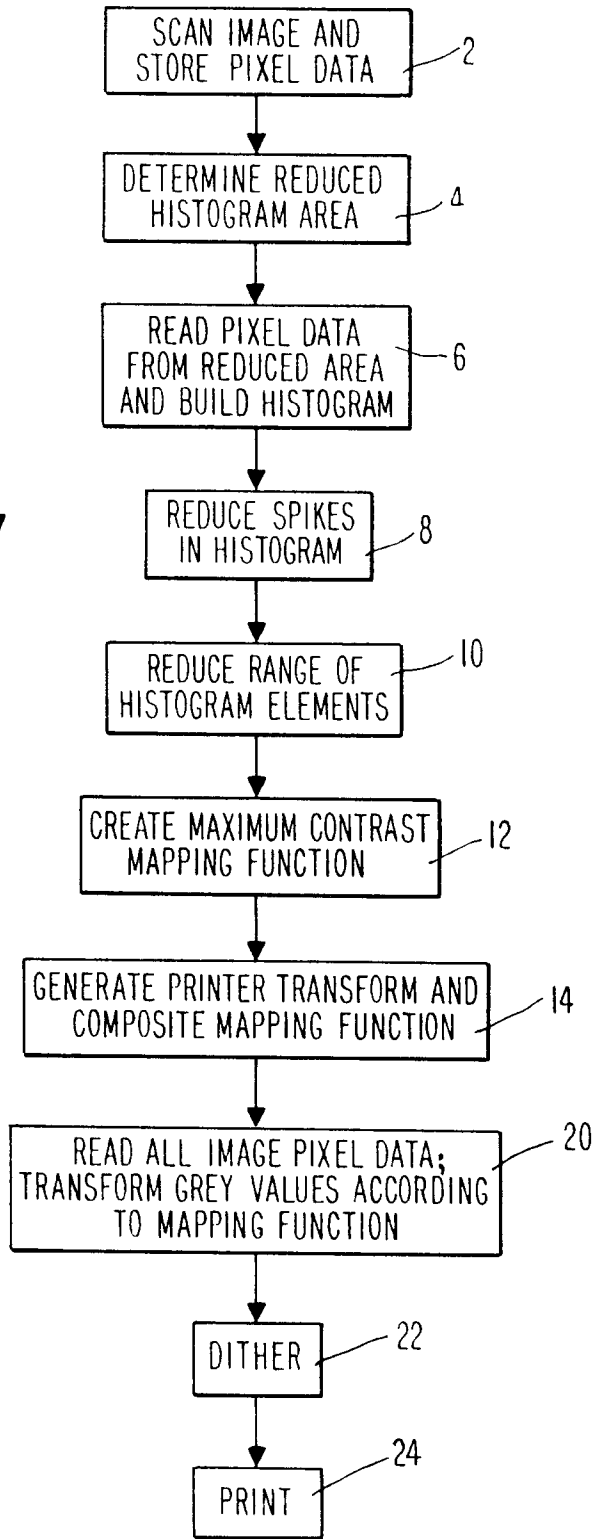 SCAN IMAGE AND
STORE PIXEL DATA
2
DETERMINE REDUCED
HISTOGRAM AREA
4
READ PIXEL DATA
FROM REDUCED AREA
AND BUILD HISTOGRAM
6
REDUCE SPIKES
IN HISTOGRAM
8
REDUCE RANGE OF
HISTOGRAM ELEMENTS
10
CREATE MAXIMUM CONTRAST
MAPPING FUNCTION
12
GENERATE PRINTER TRANSFORM AND
COMPOSITE MAPPING FUNCTION
14
READ ALL IMAGE PIXEL DATA;
TRANSFORM GREY VALUES ACCORDING
TO MAPPING FUNCTION
20
DITHER
22
PRINT
24